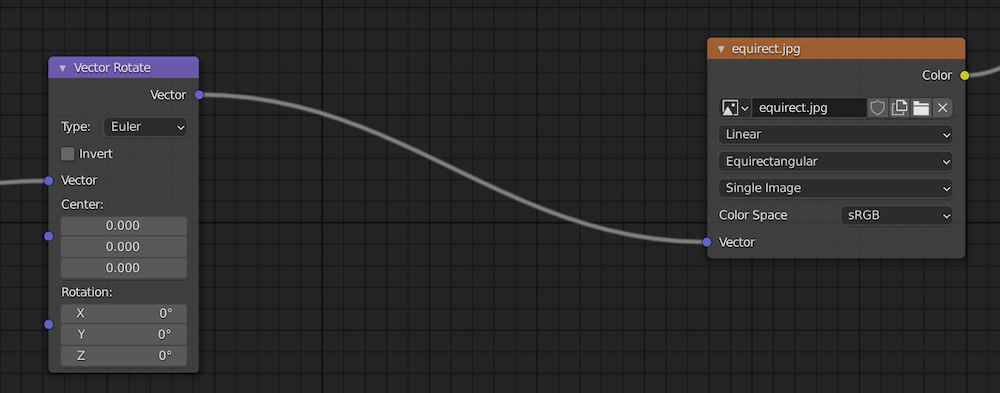 Vector Rotate
Vector
Type: Euler
Invert
Vector
Center:
0.000
0.000
0.000
Rotation:
X 0°
Y 0°
Z 0°
equirect.jpg
Color
equirect.jpg
Linear
Equirectangular
Single Image
Color Space sRGB
Vector